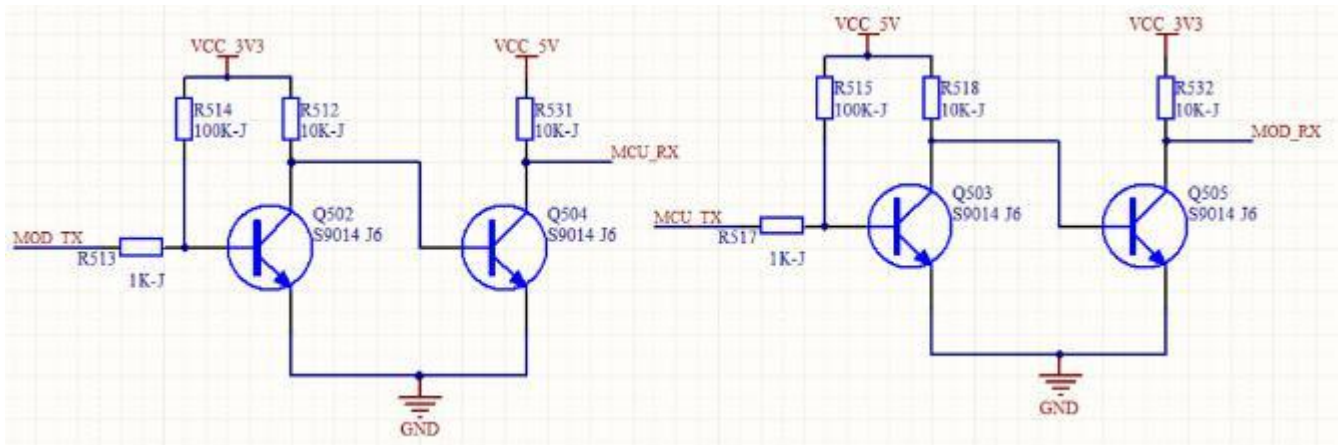 VCC_3V3
VCC_5V
R514
100K-J
R512
10K-J
R531
10K-J
MCU_RX
Q502
S9014 J6
Q504
S9014 J6
MOD_TX
R513
1K-J
GND
VCC_5V
VCC_3V3
R515
100K-J
R518
10K-J
R532
10K-J
MOD_RX
Q503
S9014 J6
Q505
S9014 J6
MCU_TX
R517
1K-J
GND